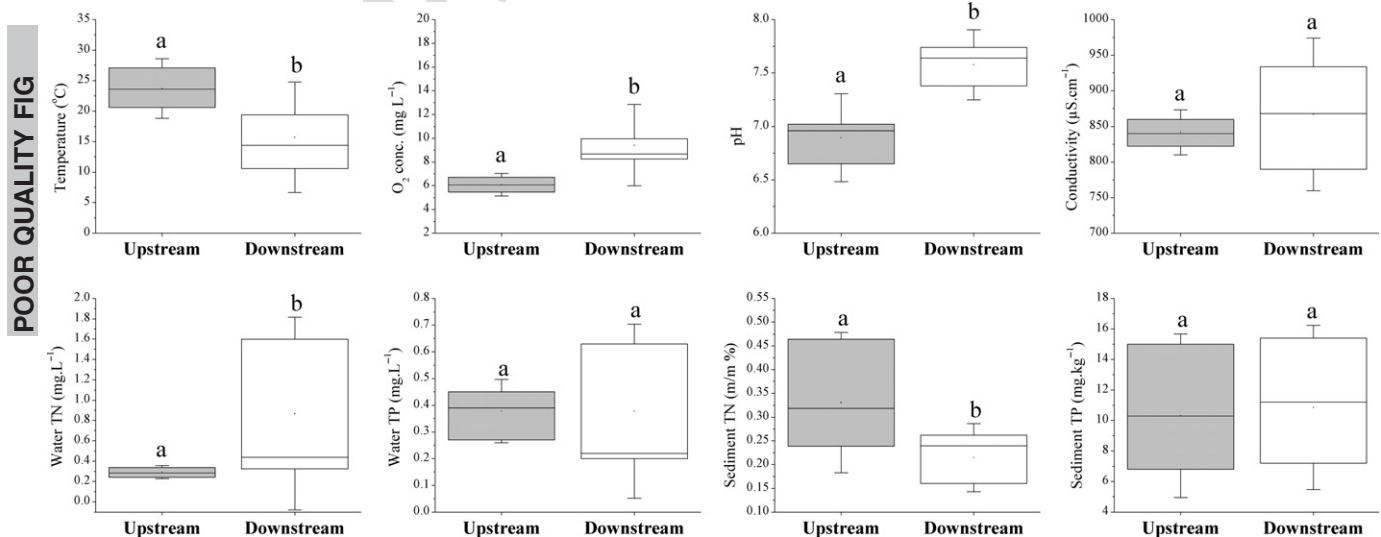 POOR QUALITY FIG
Temperature (°C)
35
30
25
20
15
10
5
0
a
b
Upstream
Downstream
O₂ conc. (mg L⁻¹)
20
18
16
14
12
10
8
6
4
2
a
b
Upstream
Downstream
pH
8.0
7.5
7.0
6.5
6.0
a
b
Upstream
Downstream
Conductivity (µS.cm⁻¹)
1000
950
900
850
800
750
700
a
a
Upstream
Downstream
Water TN (mg.L⁻¹)
2.0
1.8
1.6
1.4
1.2
1.0
0.8
0.6
0.4
0.2
0.0
a
b
Upstream
Downstream
Water TP (mg.L⁻¹)
0.8
0.7
0.6
0.5
0.4
0.3
0.2
0.1
0.0
a
a
Upstream
Downstream
Sediment TN (m/m %)
0.55
0.50
0.45
0.40
0.35
0.30
0.25
0.20
0.15
0.10
a
b
Upstream
Downstream
Sediment TP (mg.kg⁻¹)
18
16
14
12
10
8
6
4
a
a
Upstream
Downstream